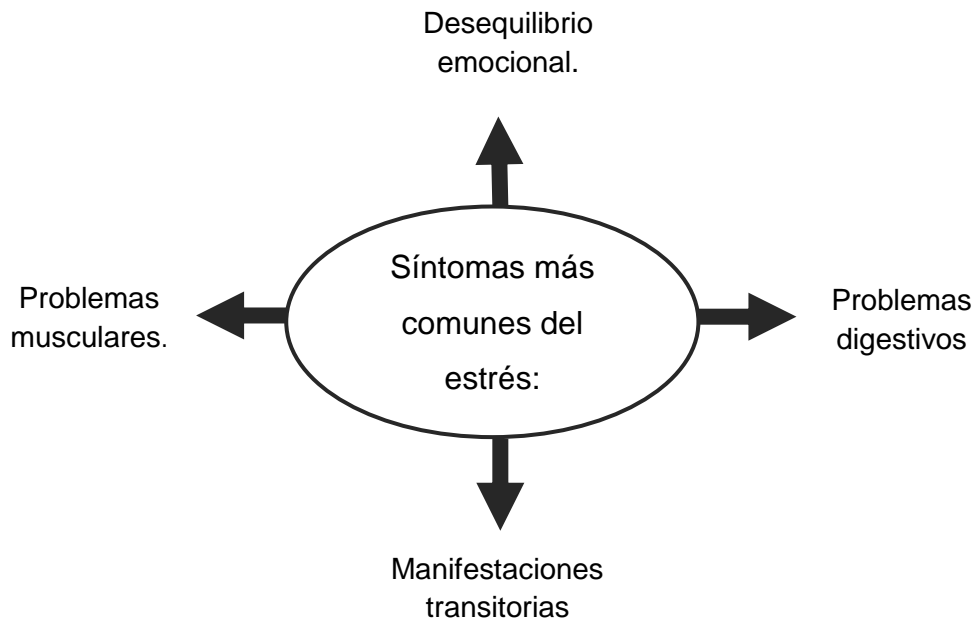 Desequilibrio
emocional.
Síntomas más
comunes del
estrés:
Problemas
musculares.
Problemas
digestivos
Manifestaciones
transitorias